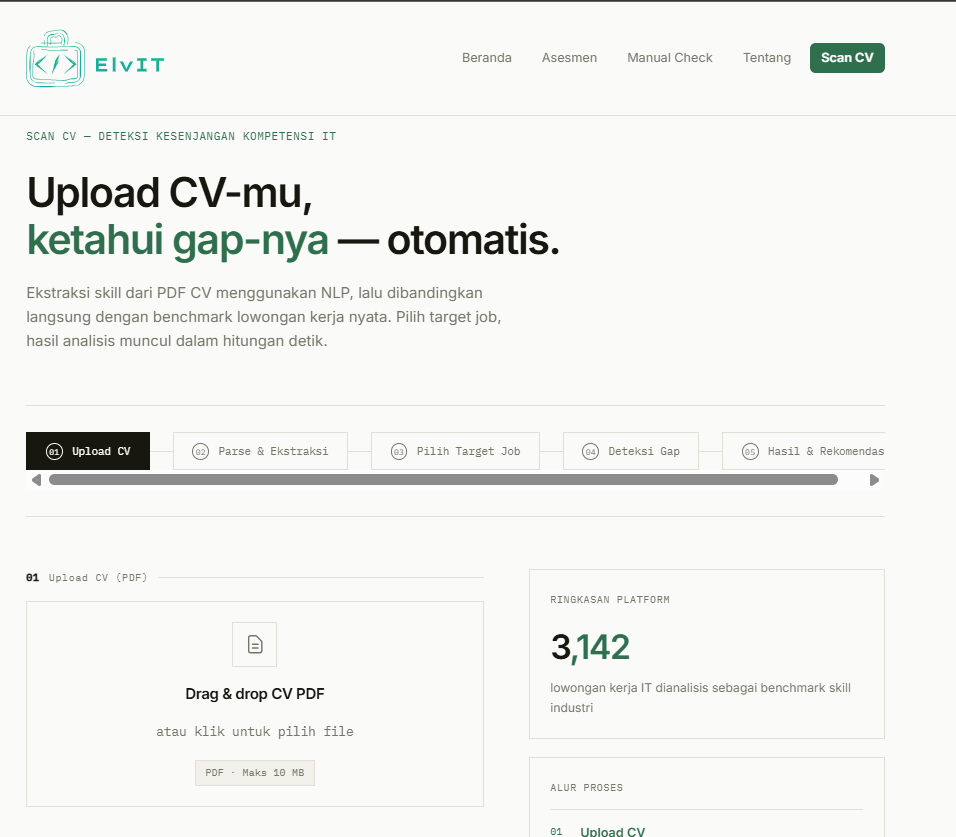 ElvIT
Beranda
Asesmen
Manual Check
Tentang
Scan CV
SCAN CV — DETEKSI KESENJANGAN KOMPETENSI IT
Upload CV-mu,
ketahui gap-nya — otomatis.
Ekstraksi skill dari PDF CV menggunakan NLP, lalu dibandingkan
langsung dengan benchmark lowongan kerja nyata. Pilih target job,
hasil analisis muncul dalam hitungan detik.
01 Upload CV
02 Parse & Ekstraksi
03 Pilih Target Job
04 Deteksi Gap
05 Hasil & Rekomendas
01 Upload CV (PDF)
Drag & drop CV PDF
atau klik untuk pilih file
PDF · Maks 10 MB
RINGKASAN PLATFORM
3,142
lowongan kerja IT dianalisis sebagai benchmark skill
industri
ALUR PROSES
01 Upload CV